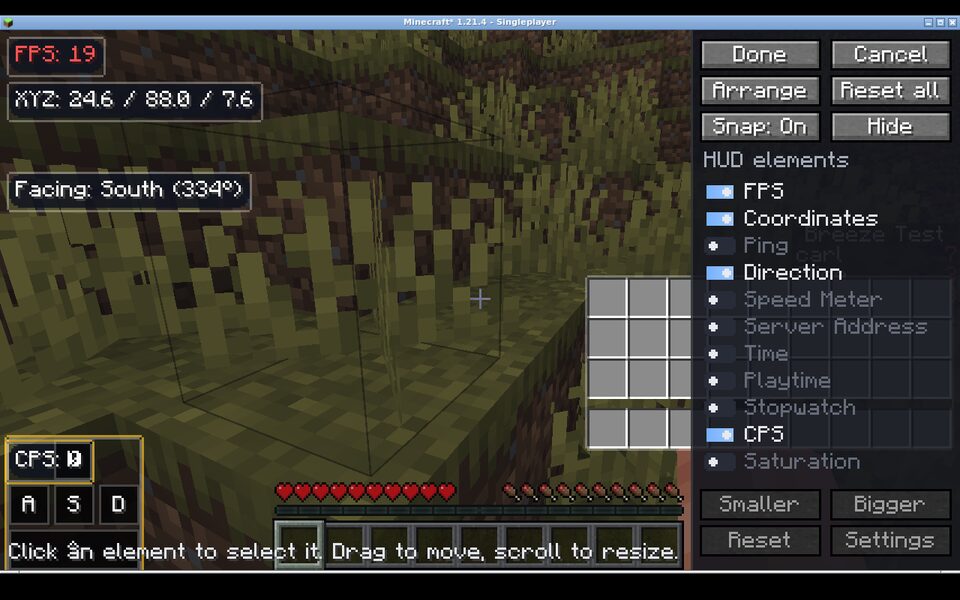 Minecraft* 1.21.4 - Singleplayer
FPS: 19
XYZ: 24.6 / 88.0 / 7.6
Facing: South (334º)
Done
Cancel
Arrange
Reset all
Snap: On
Hide
HUD elements
FPS
Coordinates
Breeze Test
Ping
carl
Direction
Speed Meter
Server Address
Time
Playtime
Stopwatch
CPS
Saturation
Smaller
Bigger
Reset
Settings
CPS: 0
A
S
D
Click an element to select it. Drag to move, scroll to resize.